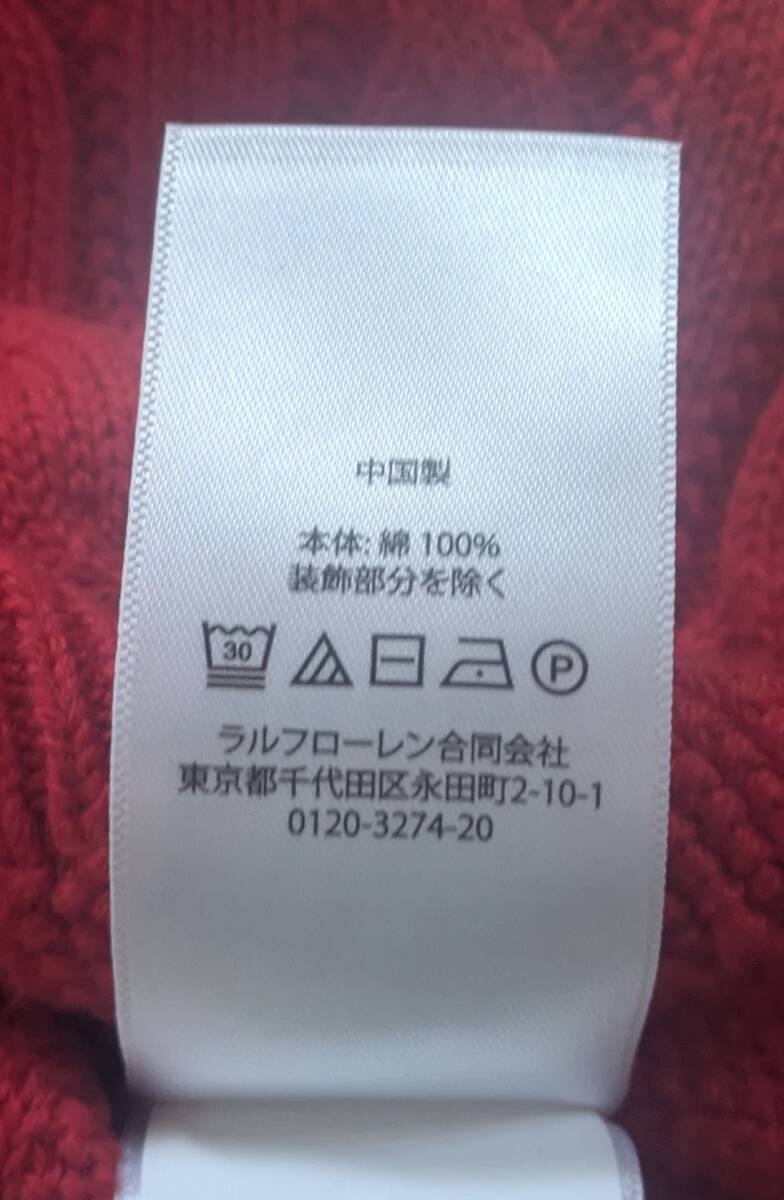 中国製
本体: 綿 100%
装飾部分を除く
30 P
ラルフローレン合同会社
東京都千代田区永田町2-10-1
0120-3274-20